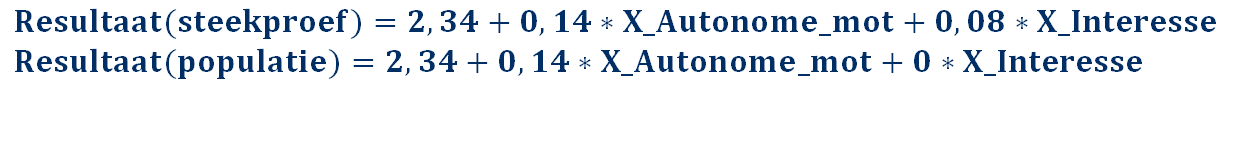 Resultaat(steekproef) = 2, 34 + 0, 14 ∗ X_Autonome_mot + 0, 08 ∗ X_Interesse
Resultaat(populatie) = 2, 34 + 0, 14 ∗ X_Autonome_mot + 0 ∗ X_Interesse